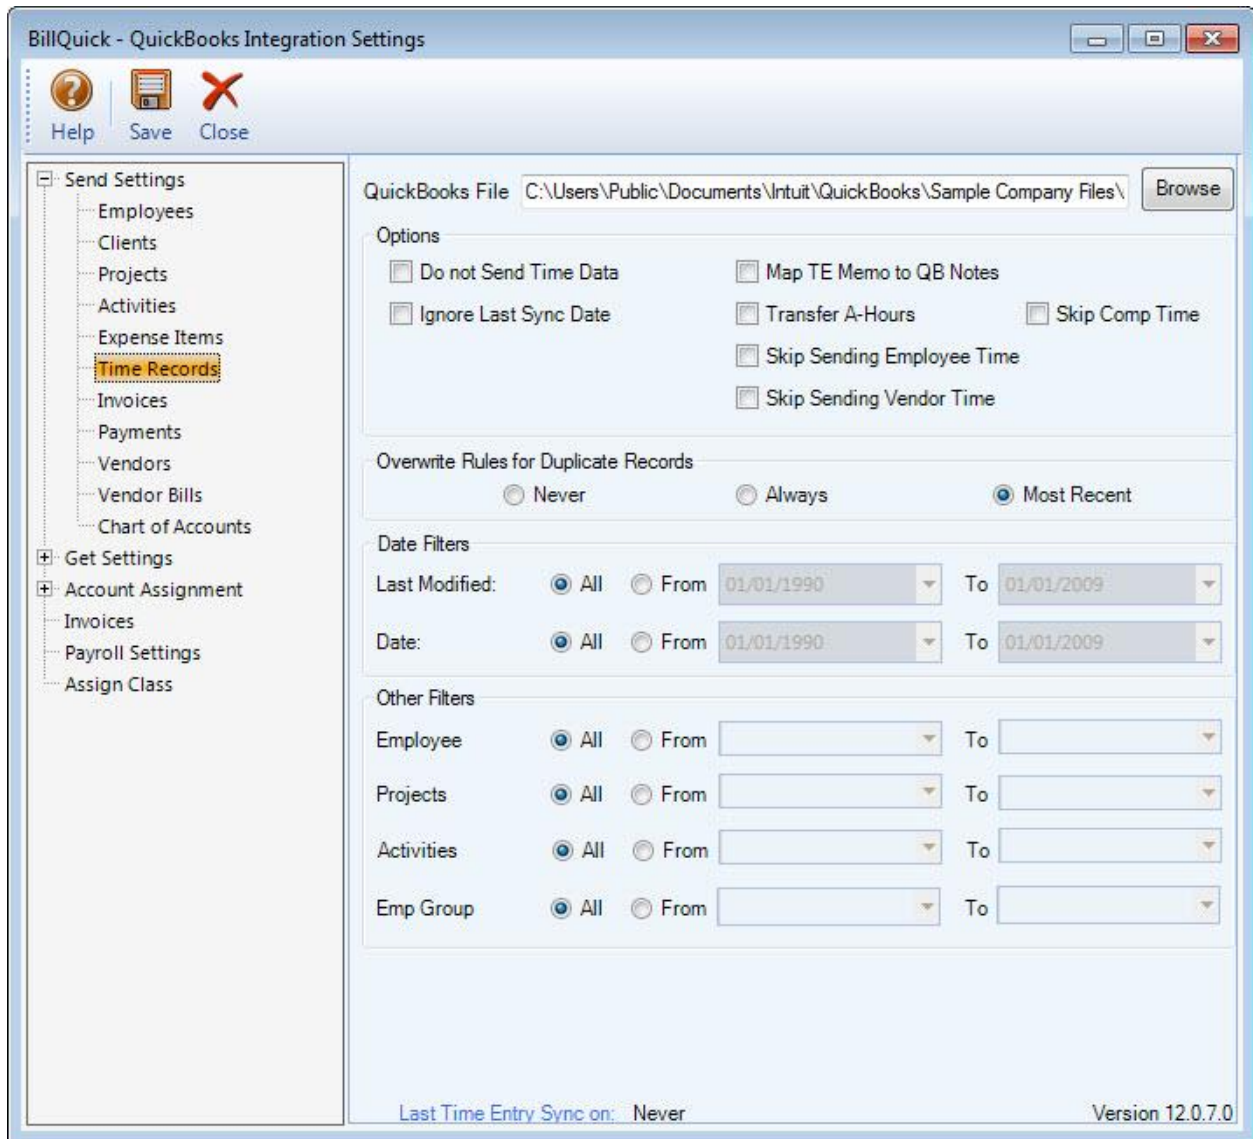 BillQuick - QuickBooks Integration Settings
Help Save Close
Send Settings
Employees
Clients
Projects
Activities
Expense Items
Time Records
Invoices
Payments
Vendors
Vendor Bills
Chart of Accounts
Get Settings
Account Assignment
Invoices
Payroll Settings
Assign Class
QuickBooks File C:\Users\Public\Documents\Intuit\QuickBooks\Sample Company Files\ Browse
Options
Do not Send Time Data Map TE Memo to QB Notes
Ignore Last Sync Date Transfer A-Hours Skip Comp Time
Skip Sending Employee Time
Skip Sending Vendor Time
Overwrite Rules for Duplicate Records
Never Always Most Recent
Date Filters
Last Modified: All From 01/01/1990 To 01/01/2009
Date: All From 01/01/1990 To 01/01/2009
Other Filters
Employee All From To
Projects All From To
Activities All From To
Emp Group All From To
Last Time Entry Sync on: Never Version 12.0.7.0